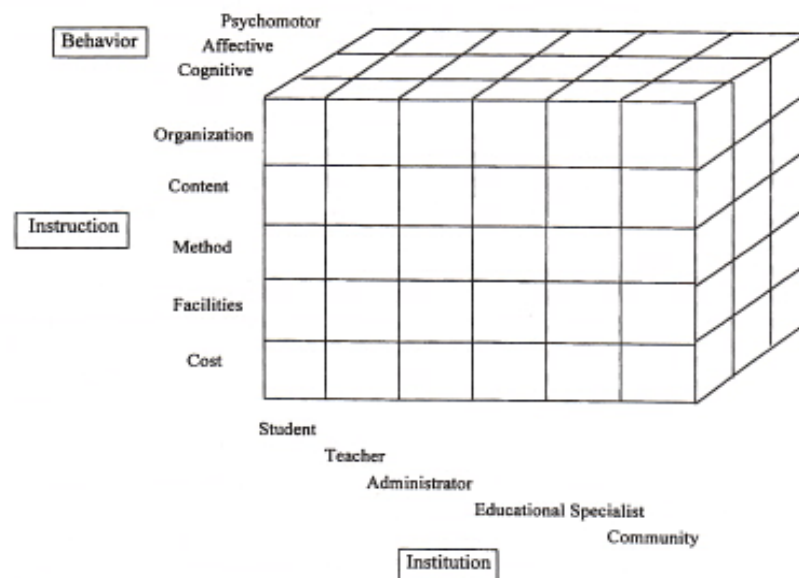 Psychomotor
Behavior
Affective
Cognitive
Organization
Content
Instruction
Method
Facilities
Cost
Student
Teacher
Administrator
Educational Specialist
Community
Institution